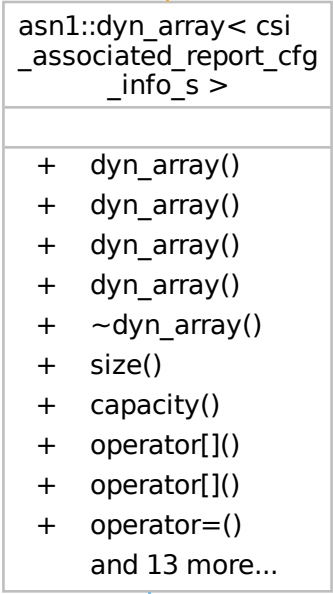 asn1::dyn_array< csi
_associated_report_cfg
_info_s >
+ dyn_array()
+ dyn_array()
+ dyn_array()
+ dyn_array()
+ ~dyn_array()
+ size()
+ capacity()
+ operator[]()
+ operator[]()
+ operator=()
and 13 more...